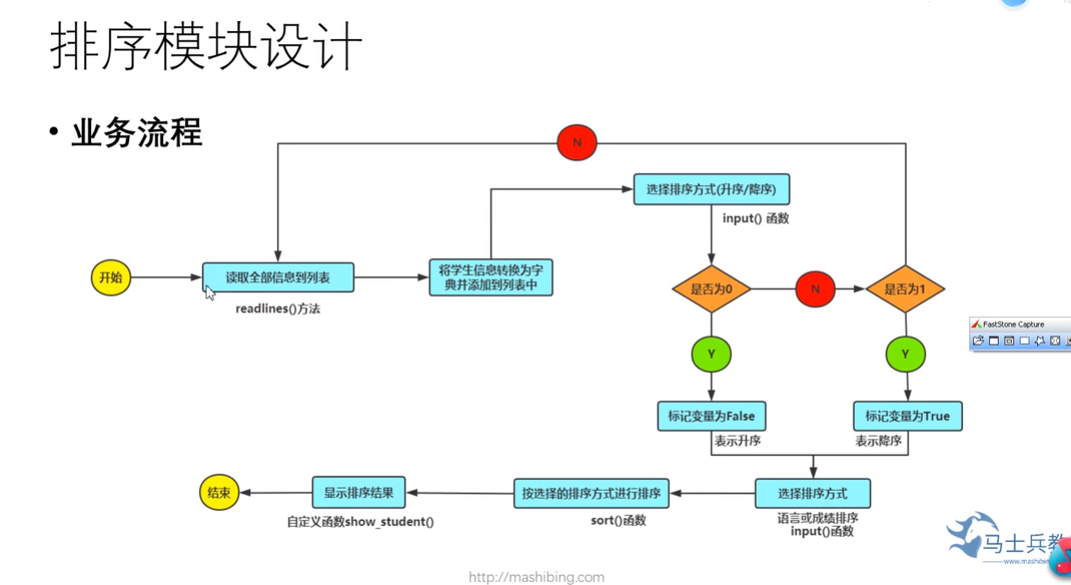 排序模块设计
• 业务流程
N
选择排序方式(升序/降序)
input() 函数
开始
读取全部信息到列表
readlines()方法
将学生信息转换为字
典并添加到列表中
是否为0
N
是否为1
FastStone Capture
Y
Y
标记变量为False
表示升序
标记变量为True
表示降序
结束
显示排序结果
自定义函数show_student()
按选择的排序方式进行排序
sort()函数
选择排序方式
语言或成绩排序
input()函数
马士兵教
http://mashibing.com